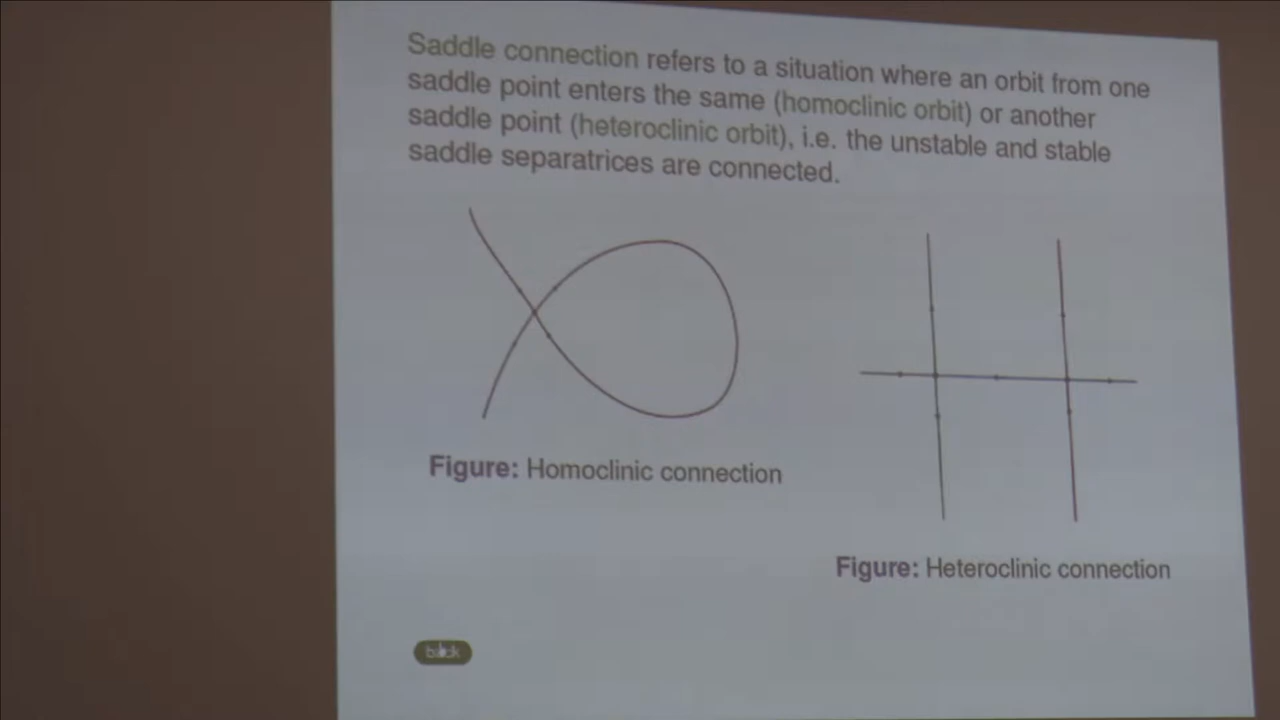 Saddle connection refers to a situation where an orbit from one
saddle point enters the same (homoclinic orbit) or another
saddle point (heteroclinic orbit), i.e. the unstable and stable
saddle separatrices are connected.
Figure: Homoclinic connection
Figure: Heteroclinic connection
back